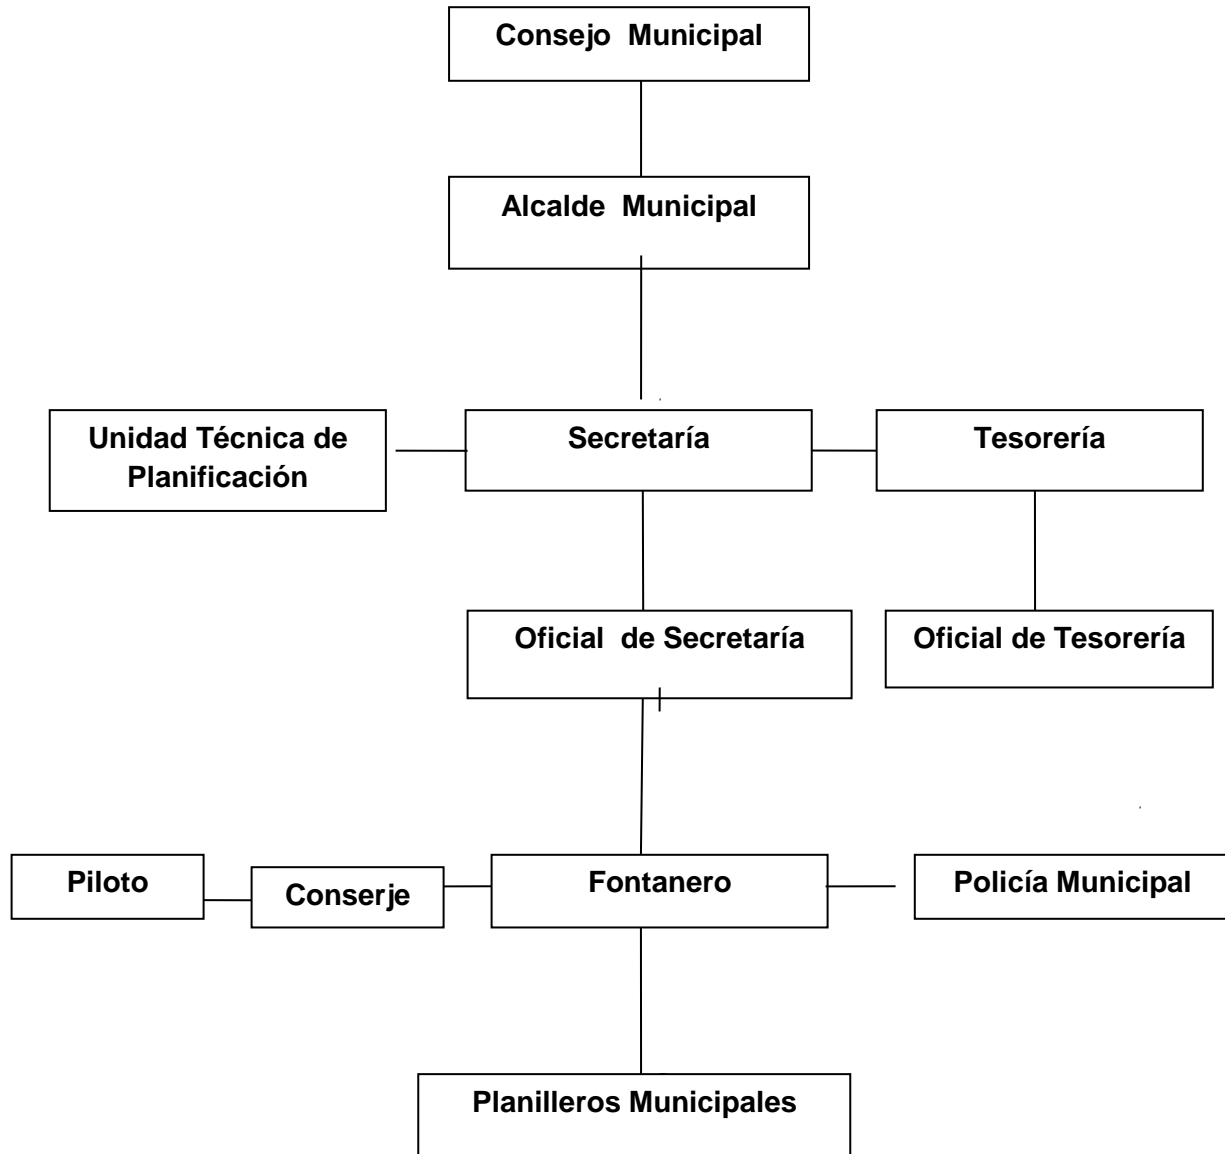 Consejo  Municipal
Alcalde  Municipal
Unidad Técnica de
Planificación
Secretaría
Tesorería
Oficial  de Secretaría
Oficial de Tesorería
Piloto
Conserje
Fontanero
Policía Municipal
Planilleros Municipales